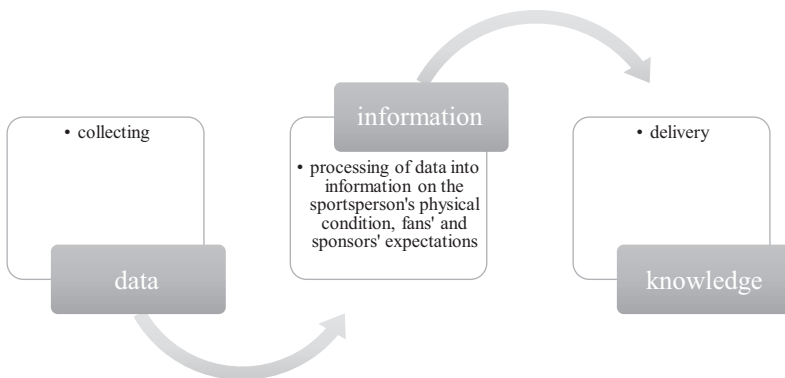 • collecting
data
information
• processing of data into
information on the
sportsperson's physical
condition, fans' and
sponsors' expectations
• delivery
knowledge